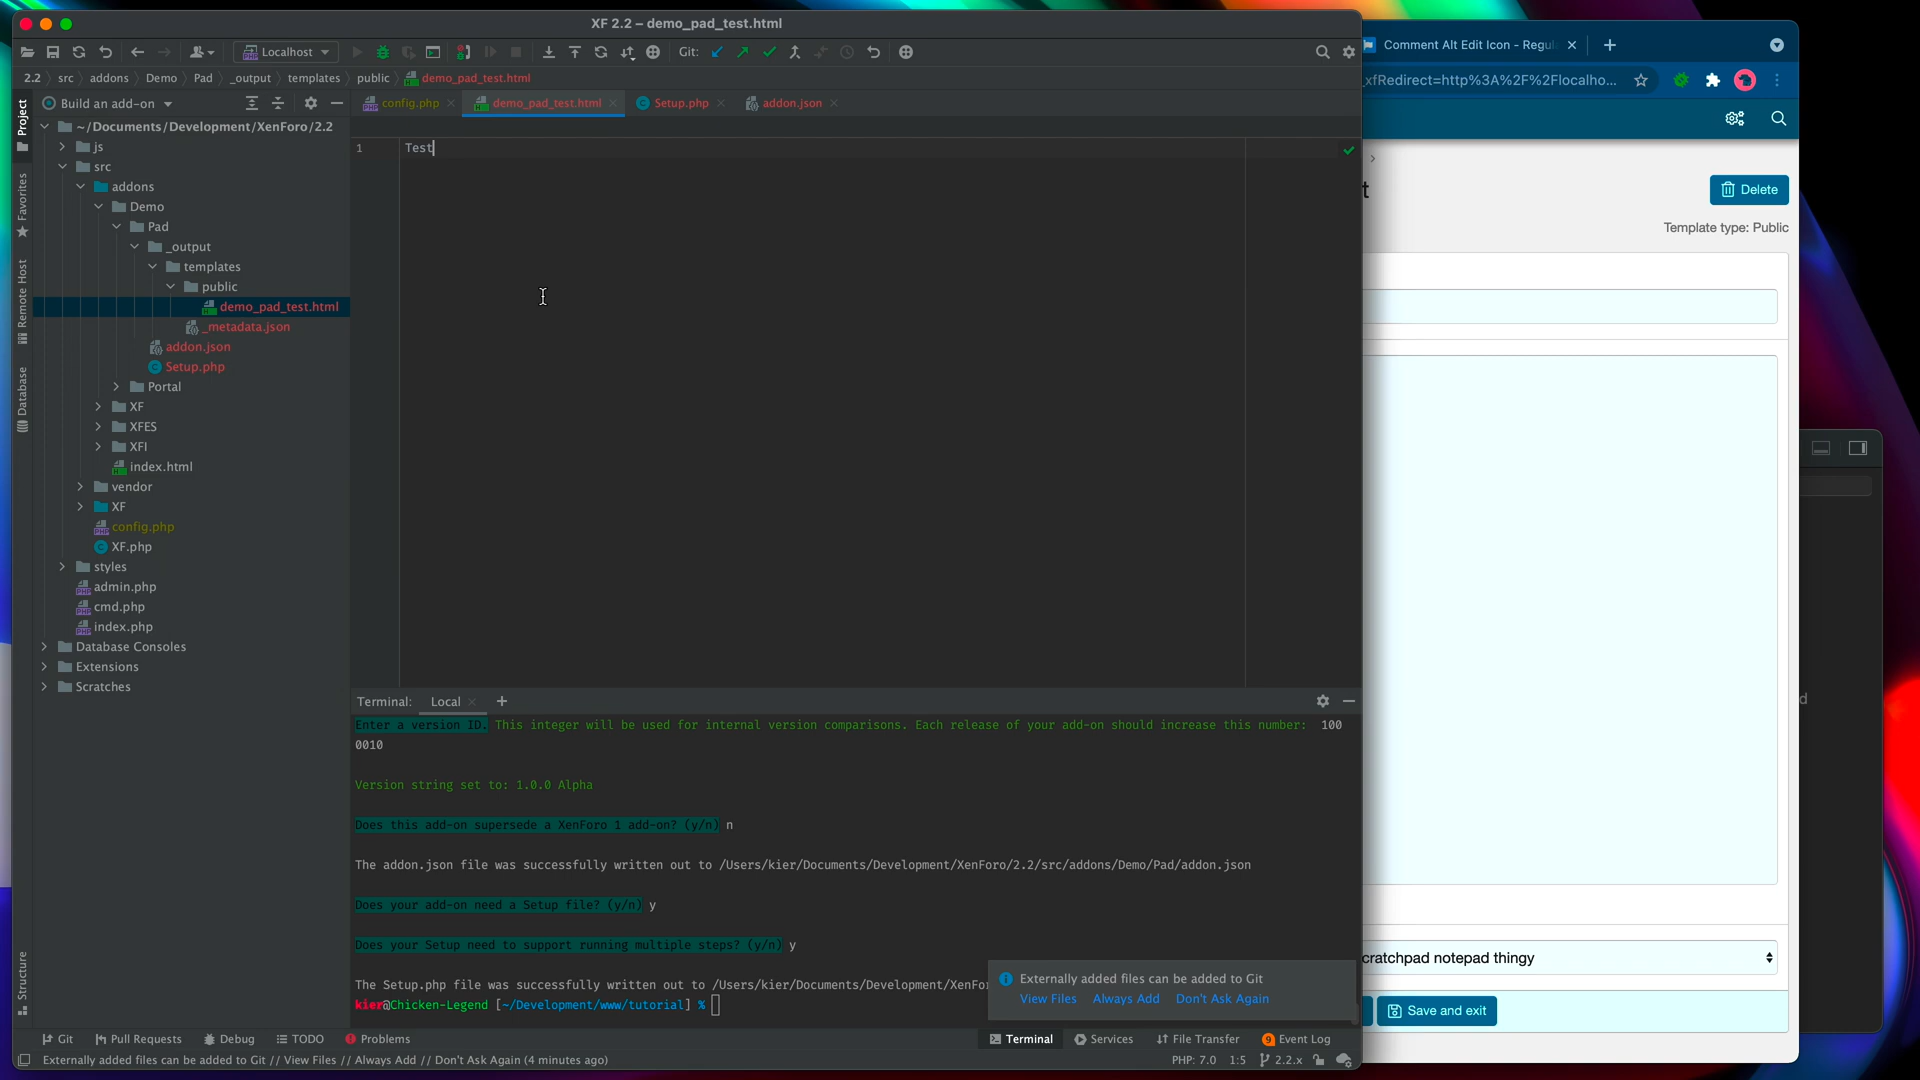 XF 2.2 – demo_pad_test.html
Localhost
Git:
2.2 src addons Demo Pad _output templates public demo_pad_test.html
Build an add-on
config.php
demo_pad_test.html
Setup.php
addon.json
Project
Favorites
Remote Host
Database
Structure
~/Documents/Development/XenForo/2.2
js
src
addons
Demo
Pad
_output
templates
public
demo_pad_test.html
_metadata.json
addon.json
Setup.php
Portal
XF
XFES
XFI
index.html
vendor
XF
config.php
XF.php
styles
admin.php
cmd.php
index.php
Database Consoles
Extensions
Scratches
1 Test
Terminal: Local
Enter a version ID. This integer will be used for internal version comparisons. Each release of your add-on should increase this number: 100
0010
Version string set to: 1.0.0 Alpha
Does this add-on supersede a XenForo 1 add-on? (y/n) n
The addon.json file was successfully written out to /Users/kier/Documents/Development/XenForo/2.2/src/addons/Demo/Pad/addon.json
Does your add-on need a Setup file? (y/n) y
Does your Setup need to support running multiple steps? (y/n) y
The Setup.php file was successfully written out to /Users/kier/Documents/Development/XenFo
kier@Chicken-Legend [~/Development/www/tutorial] %
Externally added files can be added to Git
View Files Always Add Don't Ask Again
Git Pull Requests Debug TODO Problems
Terminal Services File Transfer 9 Event Log
Externally added files can be added to Git // View Files // Always Add // Don't Ask Again (4 minutes ago)
PHP: 7.0 1:5 2.2.x
Comment Alt Edit Icon - Regul
xfRedirect=http%3A%2F%2Flocalho...
t
Delete
Template type: Public
cratchpad notepad thingy
Save and exit
d